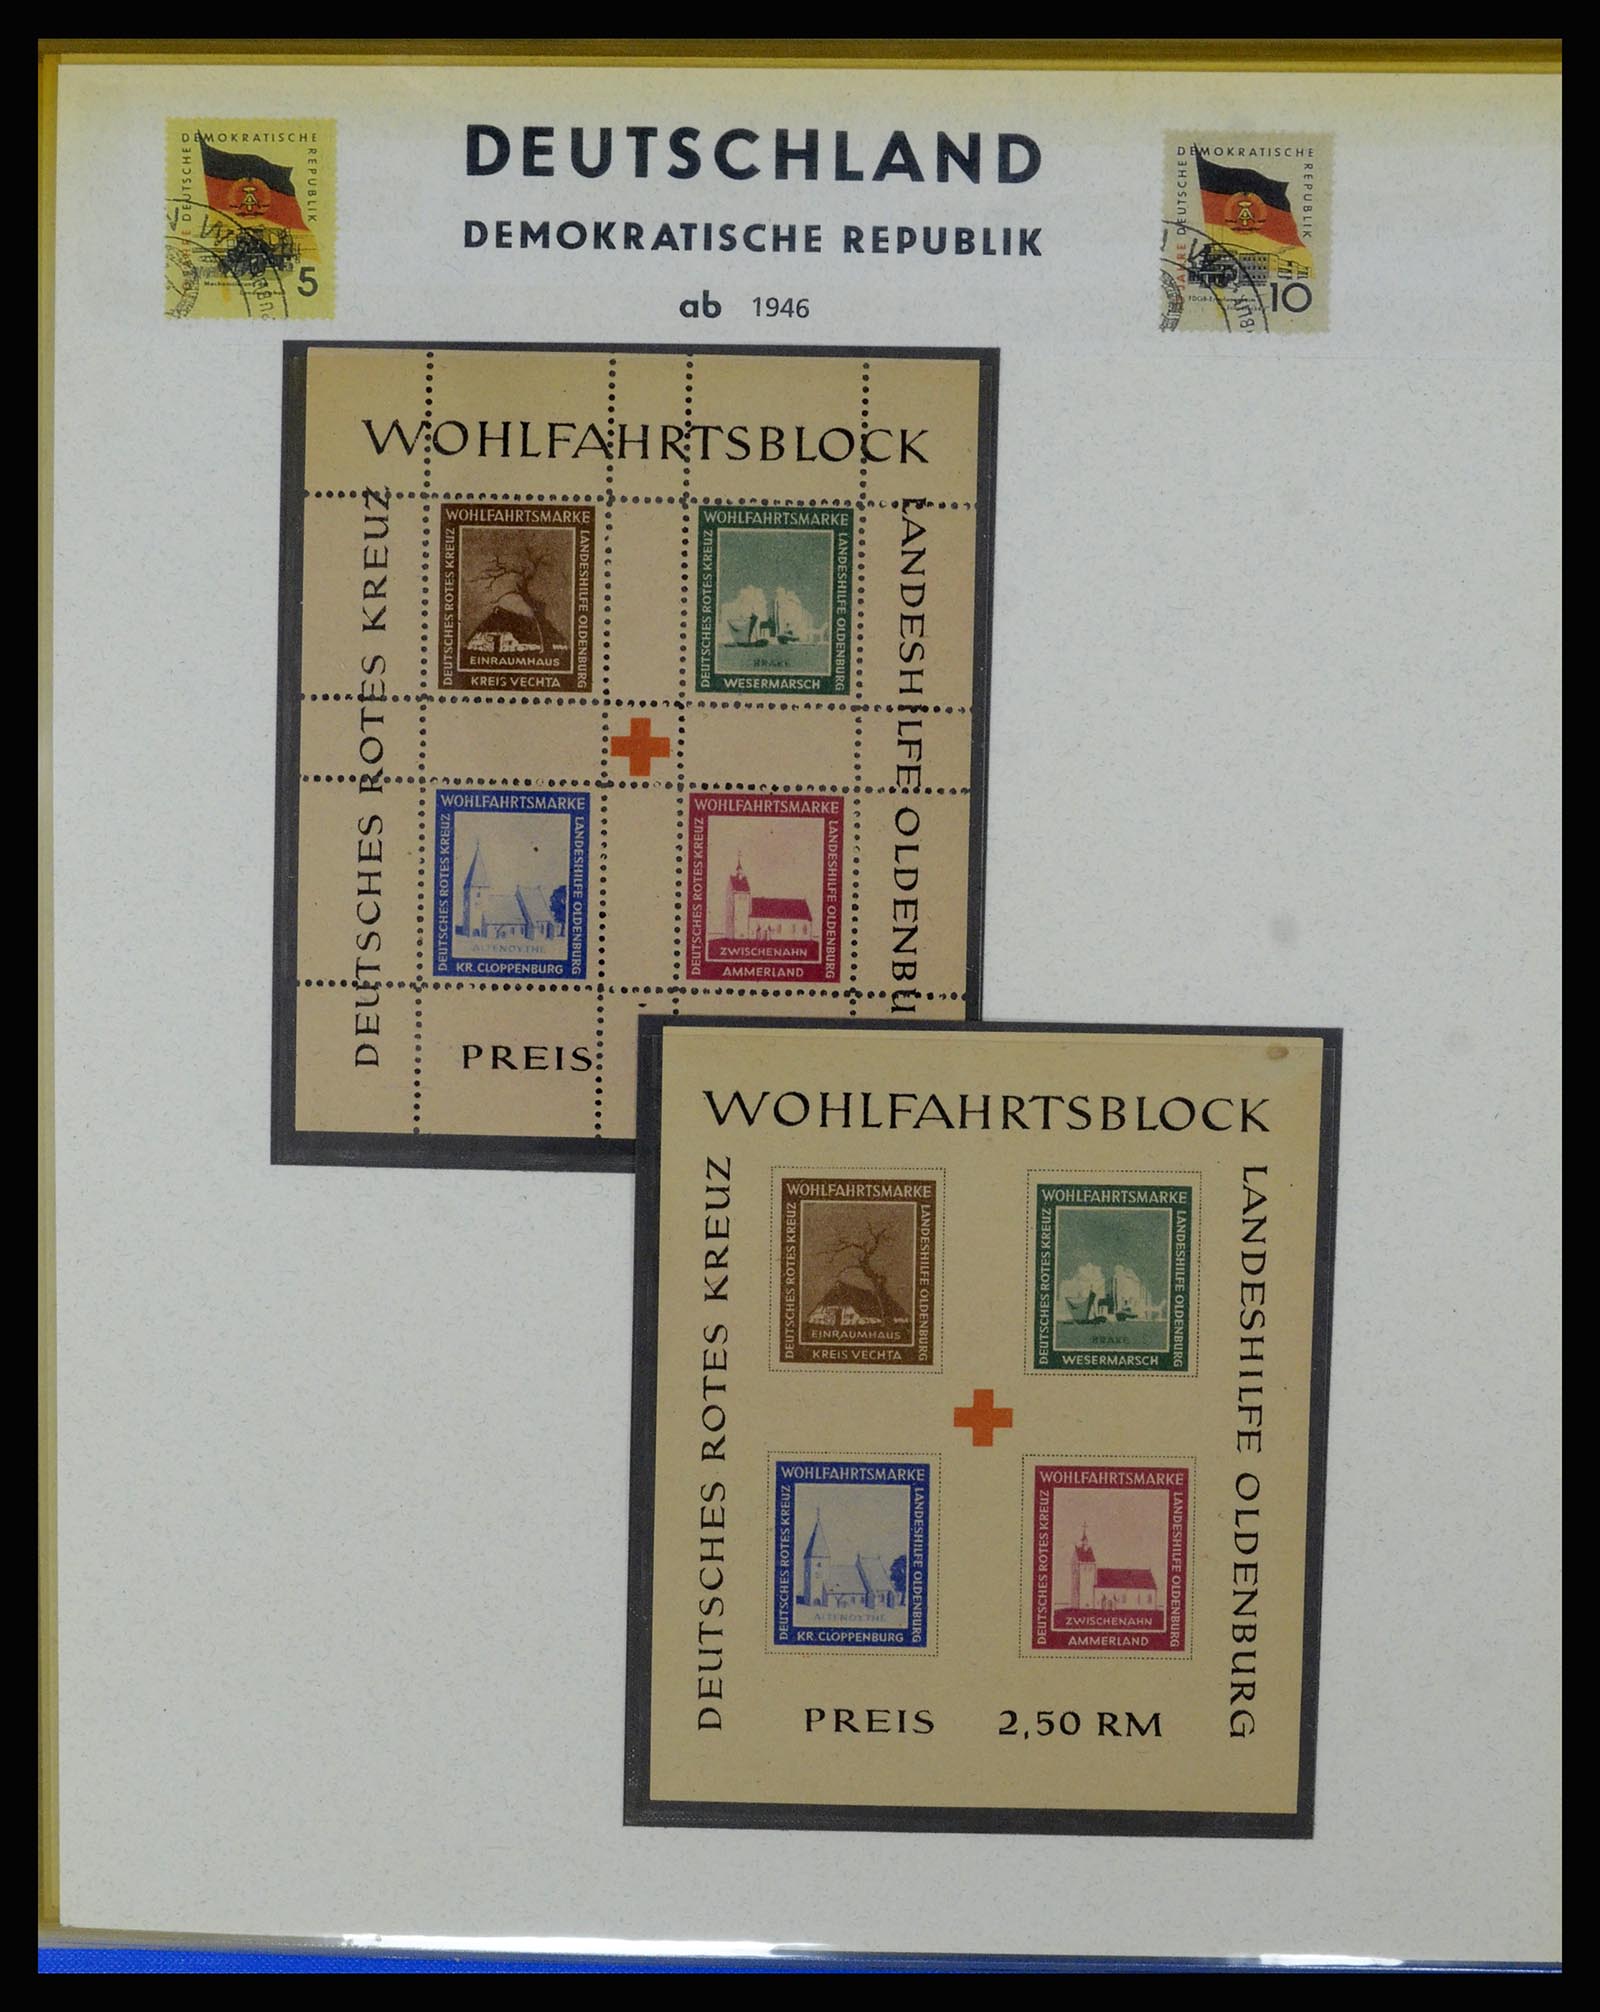 DEUTSCHLAND
DEMOKRATISCHE REPUBLIK
ab 1946
DEMOKRATISCHE
DEUTSCHE
REPUBLIK
5
DEMOKRATISCHE
DEUTSCHE
REPUBLIK
JAHRE
10
WOHLFAHRTSBLOCK
DEUTSCHES ROTES KREUZ
LANDESHILFE OLDENBU
WOHLFAHRTSMARKE
DEUTSCHES ROTES KREUZ
LANDESHILFE OLDENBURG
EINRAUMHAUS
KREIS VECHTA
WOHLFAHRTSMARKE
DEUTSCHES ROTES KREUZ
LANDESHILFE OLDENBURG
BRAKE
WESERMARSCH
WOHLFAHRTSMARKE
DEUTSCHES ROTES KREUZ
LANDESHILFE OLDENBURG
ALTENOYTHE
KR. CLOPPENBURG
WOHLFAHRTSMARKE
DEUTSCHES ROTES KREUZ
LANDESHILFE OLDENBURG
ZWISCHENAHN
AMMERLAND
PREIS
WOHLFAHRTSBLOCK
DEUTSCHES ROTES KREUZ
LANDESHILFE OLDENBURG
WOHLFAHRTSMARKE
DEUTSCHES ROTES KREUZ
LANDESHILFE OLDENBURG
EINRAUMHAUS
KREIS VECHTA
WOHLFAHRTSMARKE
DEUTSCHES ROTES KREUZ
LANDESHILFE OLDENBURG
BRAKE
WESERMARSCH
WOHLFAHRTSMARKE
DEUTSCHES ROTES KREUZ
LANDESHILFE OLDENBURG
ALTENOYTHE
KR. CLOPPENBURG
WOHLFAHRTSMARKE
DEUTSCHES ROTES KREUZ
LANDESHILFE OLDENBURG
ZWISCHENAHN
AMMERLAND
PREIS 2,50 RM